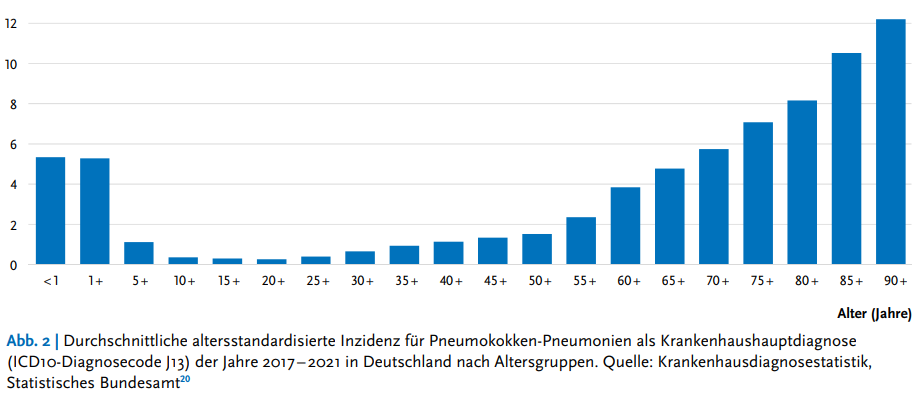 12
10
8
6
4
2
0
<1 1+ 5+ 10+ 15+ 20+ 25+ 30+ 35+ 40+ 45+ 50+ 55+ 60+ 65+ 70+ 75+ 80+ 85+ 90+
Alter (Jahre)
Abb. 2 | Durchschnittliche altersstandardisierte Inzidenz für Pneumokokken-Pneumonien als Krankenhaushauptdiagnose
(ICD10-Diagnosecode J13) der Jahre 2017–2021 in Deutschland nach Altersgruppen. Quelle: Krankenhausdiagnosestatistik,
Statistisches Bundesamt²⁰